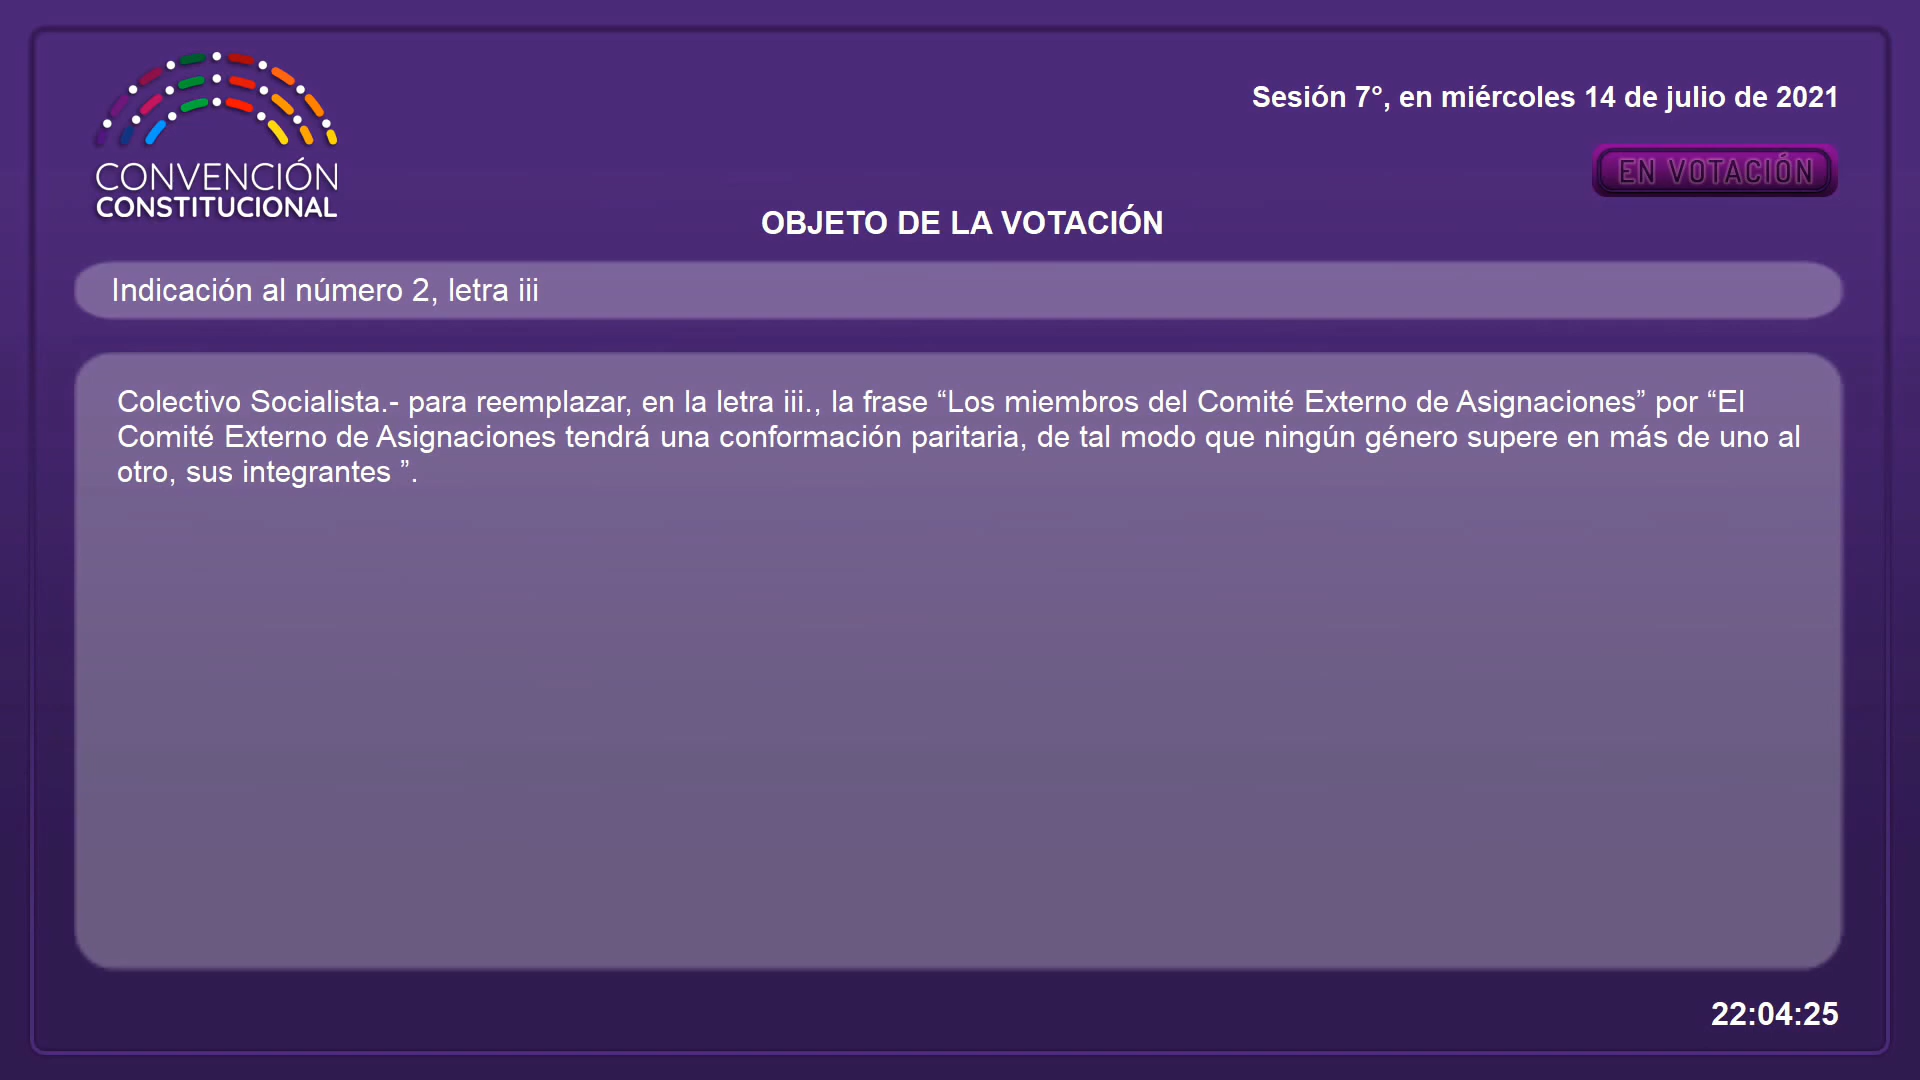 CONVENCIÓN
CONSTITUCIONAL
Sesión 7°, en miércoles 14 de julio de 2021
EN VOTACIÓN
OBJETO DE LA VOTACIÓN
Indicación al número 2, letra iii
Colectivo Socialista.- para reemplazar, en la letra iii., la frase “Los miembros del Comité Externo de Asignaciones” por “El
Comité Externo de Asignaciones tendrá una conformación paritaria, de tal modo que ningún género supere en más de uno al
otro, sus integrantes ”.
22:04:25